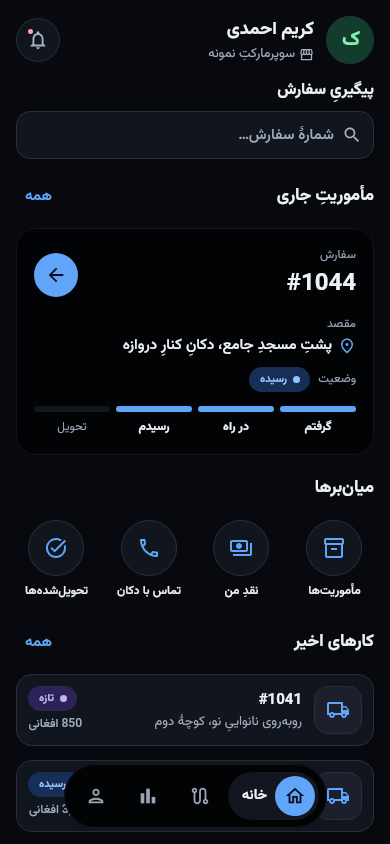 ک
کریم احمدی
سوپرمارکتِ نمونه
پیگیریِ سفارش
شمارهٔ سفارش…
مأموریتِ جاری
همه
سفارش
#1044
مقصد
پشتِ مسجدِ جامع، دکانِ کنارِ دروازه
وضعیت
رسیده
گرفتم
در راه
رسیدم
تحویل
میان‌برها
مأموریت‌ها
نقدِ من
تماس با دکان
تحویل‌شده‌ها
کارهای اخیر
همه
#1041
تازه
روبه‌روی نانواییِ نو، کوچهٔ دوم
850 افغانی
رسیده
افغانی
خانه